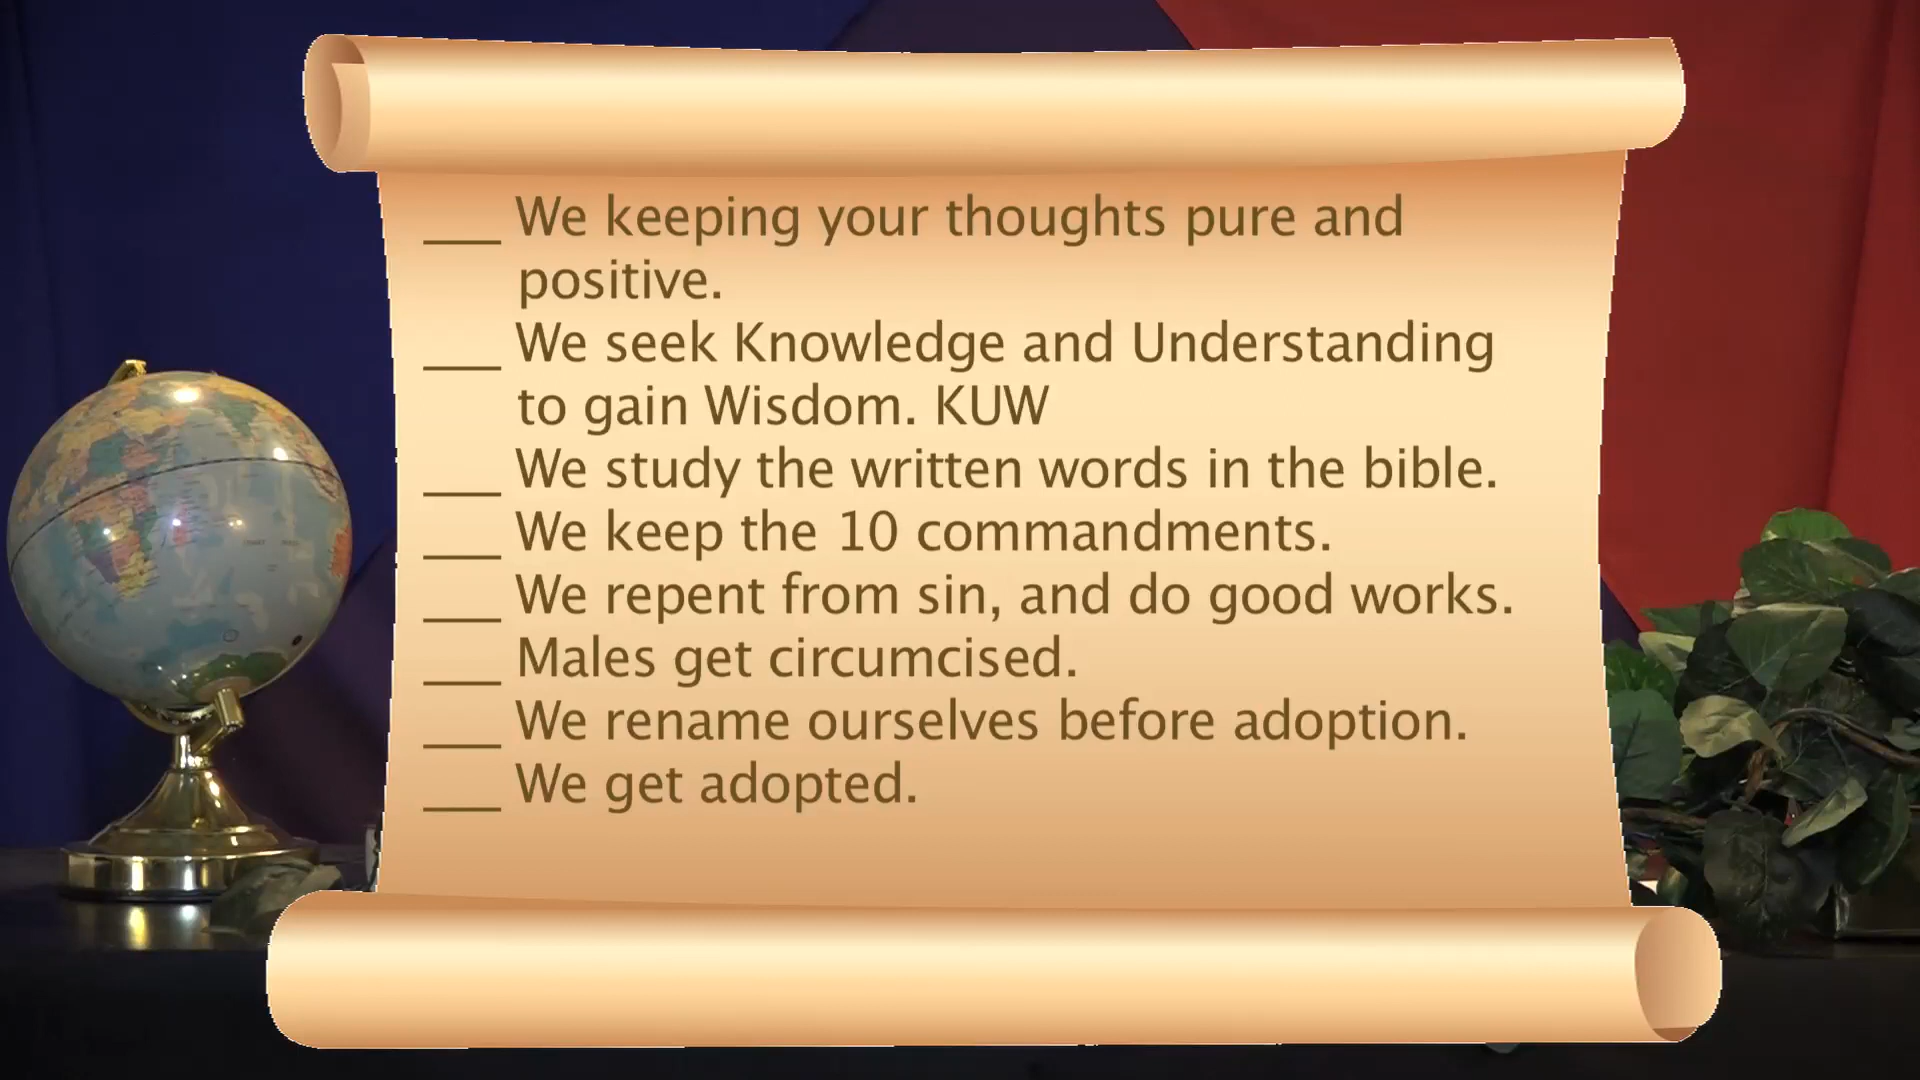 ___ We keeping your thoughts pure and
positive.
___ We seek Knowledge and Understanding
to gain Wisdom. KUW
___ We study the written words in the bible.
___ We keep the 10 commandments.
___ We repent from sin, and do good works.
___ Males get circumcised.
___ We rename ourselves before adoption.
___ We get adopted.